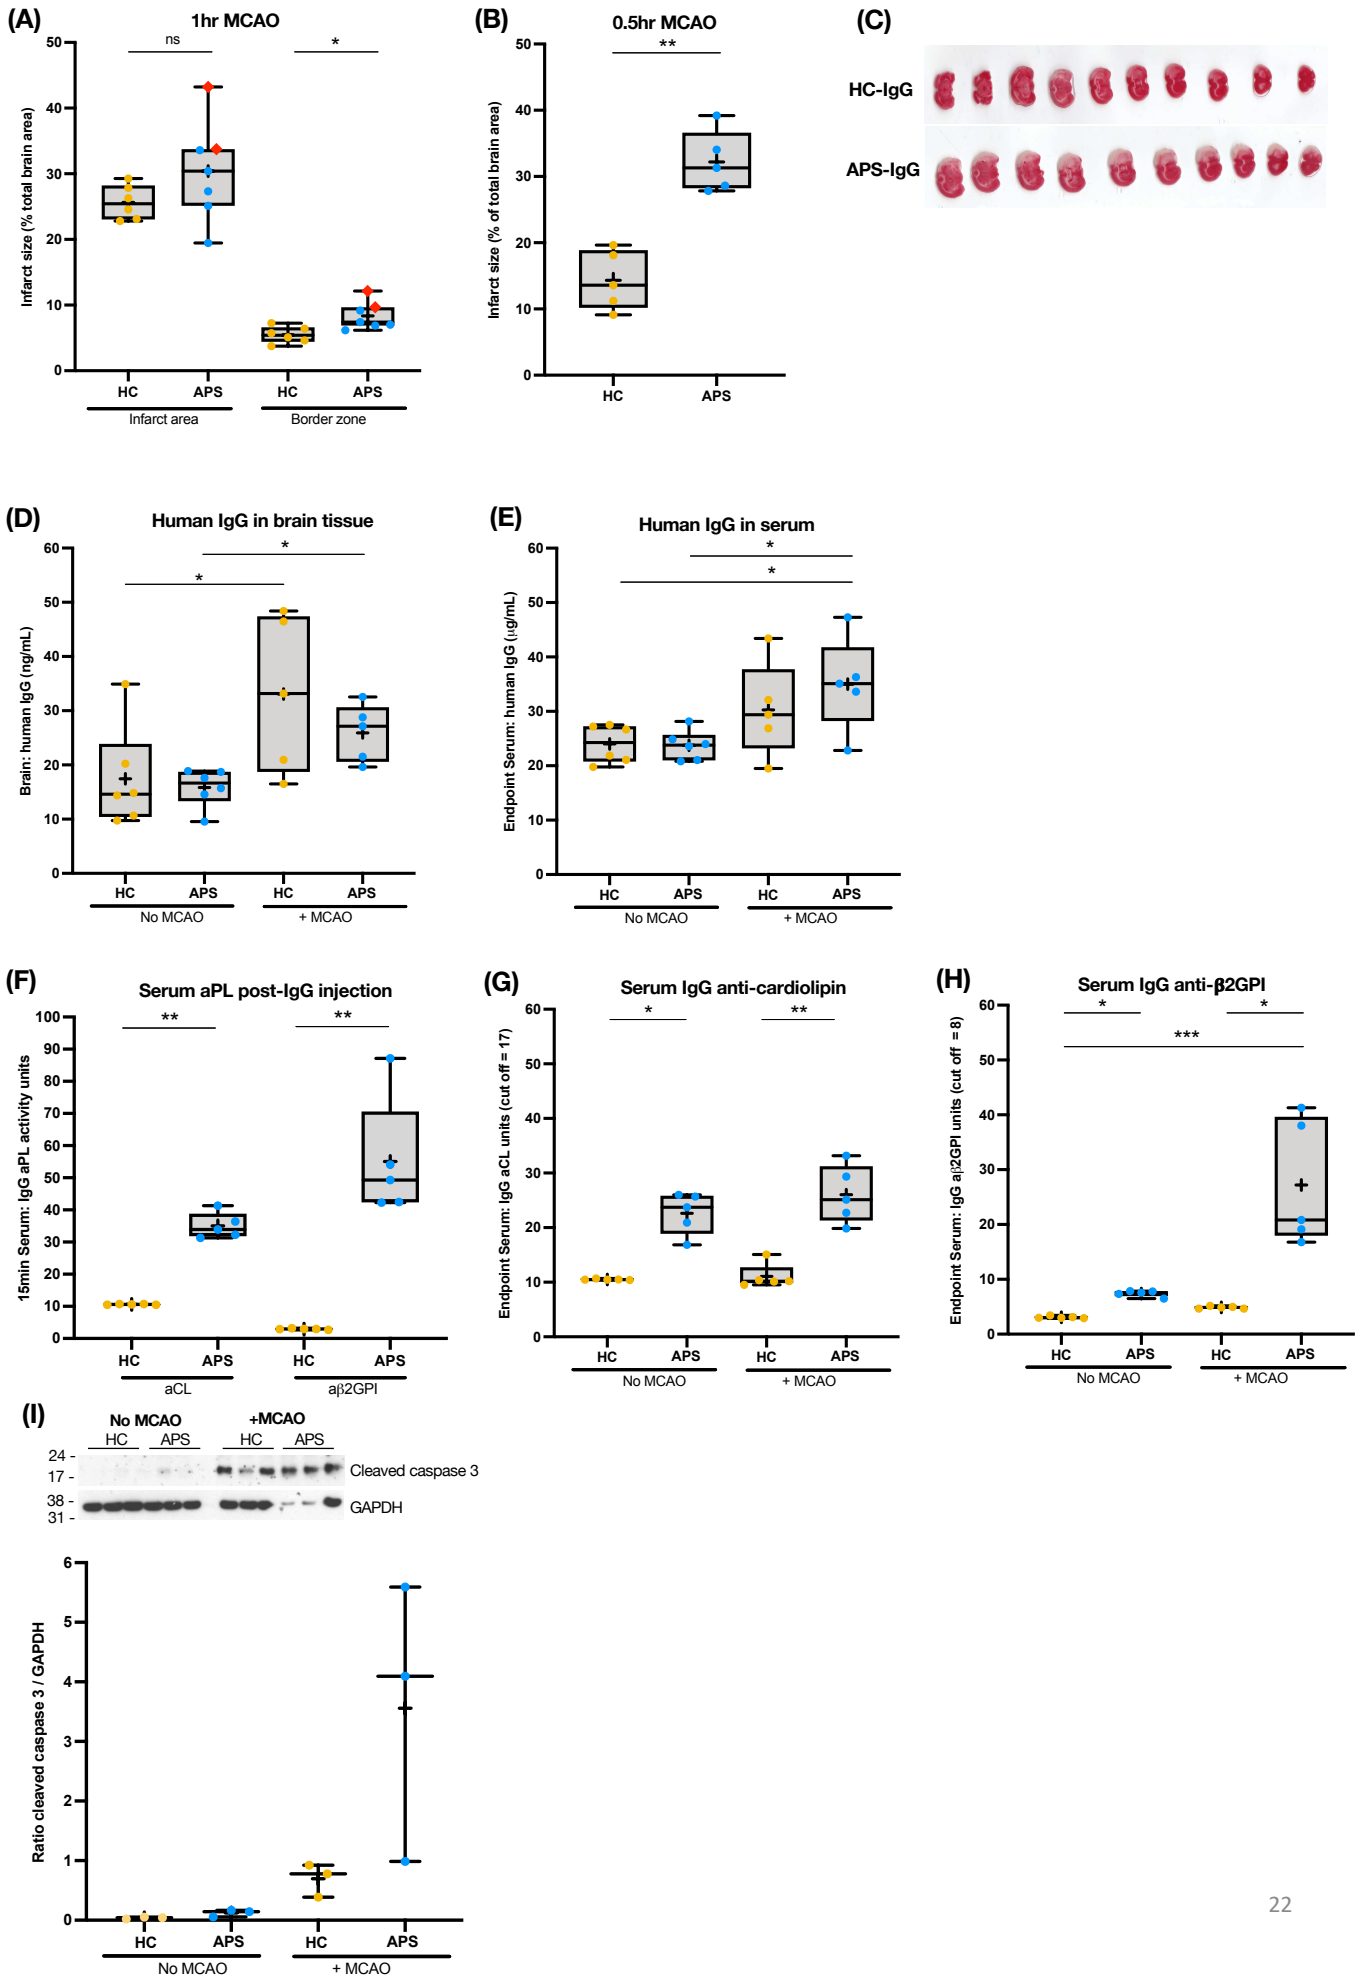 (A)
1hr MCAO
ns
*
50
40
30
20
10
0
Infarct size (% total brain area)
HC
APS
HC
APS
Infarct area
Border zone
(B)
0.5hr MCAO
**
50
40
30
20
10
0
Infarct size (% of total brain area)
HC
APS
(C)
HC-IgG
APS-IgG
(D)
Human IgG in brain tissue
*
*
60
50
40
30
20
10
0
Brain: human IgG (ng/mL)
HC
APS
HC
APS
No MCAO
+ MCAO
(E)
Human IgG in serum
*
*
60
50
40
30
20
10
0
Endpoint Serum: human IgG (μg/mL)
HC
APS
HC
APS
No MCAO
+ MCAO
(F)
Serum aPL post-IgG injection
**
**
100
90
80
70
60
50
40
30
20
10
0
15min Serum: IgG aPL activity units
HC
APS
HC
APS
aCL
aβ2GPI
(G)
Serum IgG anti-cardiolipin
*
**
60
50
40
30
20
10
0
Endpoint Serum: IgG aCL units (cut off = 17)
HC
APS
HC
APS
No MCAO
+ MCAO
(H)
Serum IgG anti-β2GPI
*
*
***
60
50
40
30
20
10
0
Endpoint Serum: IgG aβ2GPI units (cut off = 8)
HC
APS
HC
APS
No MCAO
+ MCAO
(I)
No MCAO
+MCAO
HC
APS
HC
APS
24 -
17 -
Cleaved caspase 3
38 -
31 -
GAPDH
6
5
4
3
2
1
0
Ratio cleaved caspase 3 / GAPDH
HC
APS
HC
APS
No MCAO
+ MCAO
22